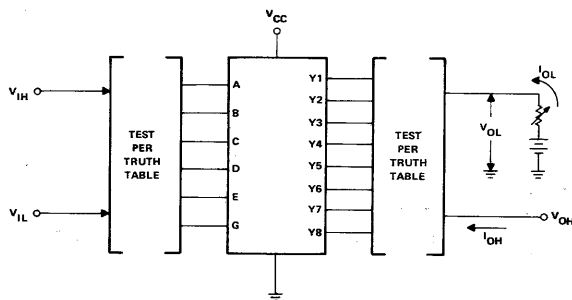 VCC
VIH
VIL
TEST
PER
TRUTH
TABLE
A
B
C
D
E
G
Y1
Y2
Y3
Y4
Y5
Y6
Y7
Y8
TEST
PER
TRUTH
TABLE
IOL
VOL
VOH
IOH